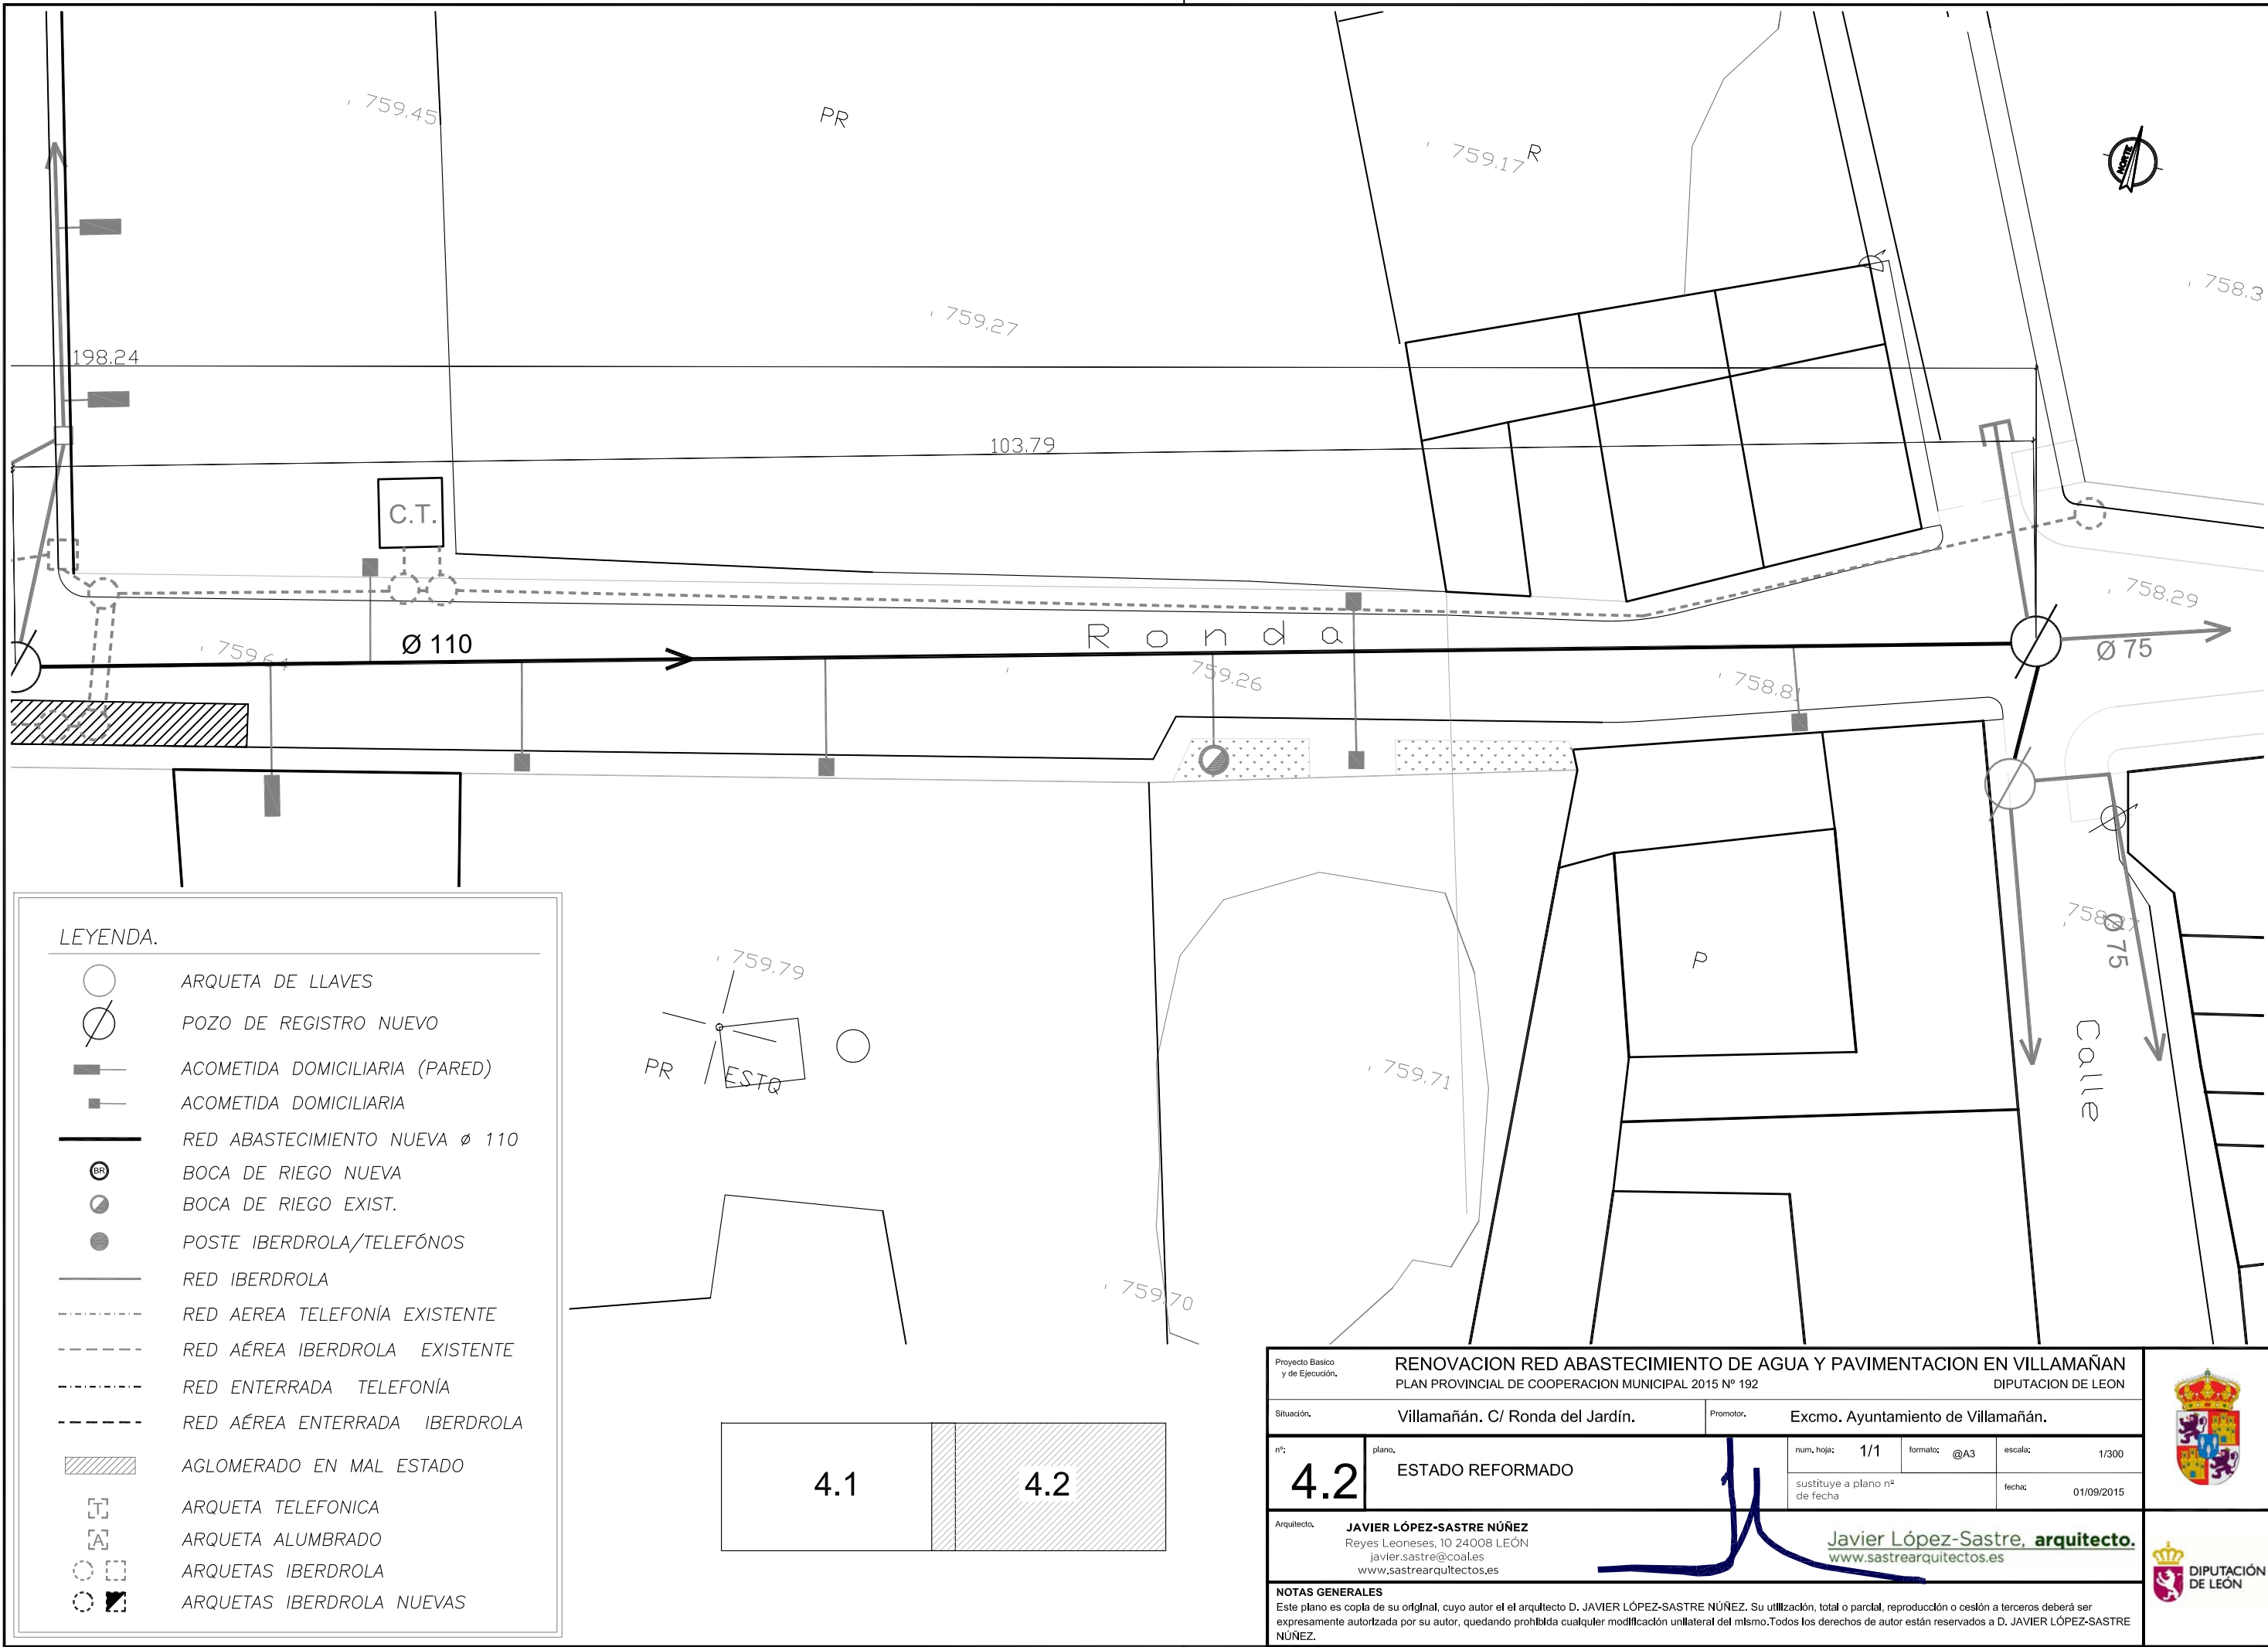 759.45
PR
759.17
R
NORTE
758.3
759.27
198.24
103.79
C.T.
758.29
Ronda
Ø 110
759.64
759.26
758.81
Ø 75
LEYENDA.
ARQUETA DE LLAVES
POZO DE REGISTRO NUEVO
ACOMETIDA DOMICILIARIA (PARED)
ACOMETIDA DOMICILIARIA
RED ABASTECIMIENTO NUEVA ø 110
BR BOCA DE RIEGO NUEVA
BOCA DE RIEGO EXIST.
POSTE IBERDROLA/TELEFÓNOS
RED IBERDROLA
RED AEREA TELEFONÍA EXISTENTE
RED AÉREA IBERDROLA EXISTENTE
RED ENTERRADA TELEFONÍA
RED AÉREA ENTERRADA IBERDROLA
AGLOMERADO EN MAL ESTADO
T ARQUETA TELEFONICA
A ARQUETA ALUMBRADO
ARQUETAS IBERDROLA
ARQUETAS IBERDROLA NUEVAS
759.79
PR
ESTQ
759.71
759.70
P
Ø 75
Calle
4.1
4.2
Proyecto Basico
y de Ejecución.
RENOVACION RED ABASTECIMIENTO DE AGUA Y PAVIMENTACION EN VILLAMAÑAN
PLAN PROVINCIAL DE COOPERACION MUNICIPAL 2015 Nº 192
DIPUTACION DE LEON
Situación.
Villamañán. C/ Ronda del Jardín.
Promotor.
Excmo. Ayuntamiento de Villamañán.
nº:
4.2
plano.
ESTADO REFORMADO
num. hoja: 1/1
formato: @A3
escala: 1/300
sustituye a plano nº
de fecha
fecha: 01/09/2015
Arquitecto.
JAVIER LÓPEZ-SASTRE NÚÑEZ
Reyes Leoneses, 10 24008 LEÓN
javier.sastre@coal.es
www.sastrearquitectos.es
Javier López-Sastre, arquitecto.
www.sastrearquitectos.es
DIPUTACIÓN
DE LEÓN
NOTAS GENERALES
Este plano es copia de su original, cuyo autor el el arquitecto D. JAVIER LÓPEZ-SASTRE NÚÑEZ. Su utilización, total o parcial, reproducción o cesión a terceros deberá ser
expresamente autorizada por su autor, quedando prohibida cualquier modificación unilateral del mismo.Todos los derechos de autor están reservados a D. JAVIER LÓPEZ-SASTRE
NÚÑEZ.